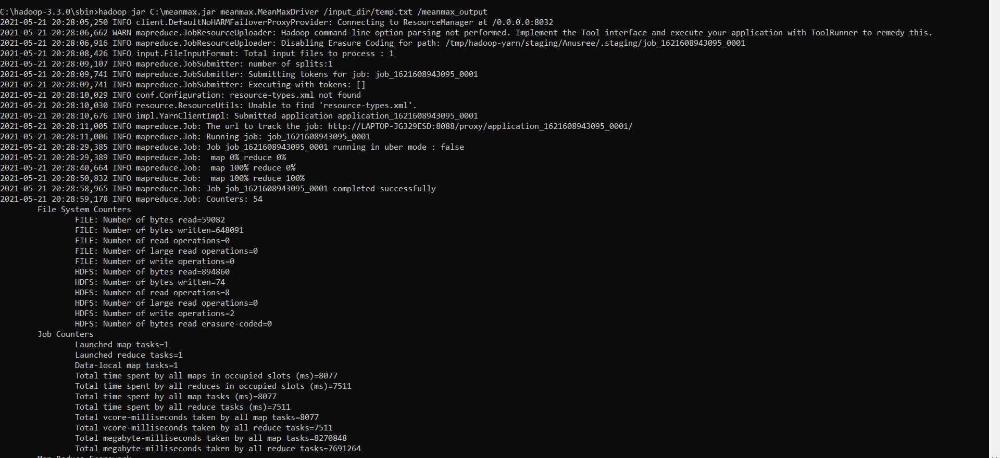 C:\hadoop-3.3.0\sbin>hadoop jar C:\meanmax.jar meanmax.MeanMaxDriver /input_dir/temp.txt /meanmax_output
2021-05-21 20:28:05,250 INFO client.DefaultNoHARMFailoverProxyProvider: Connecting to ResourceManager at /0.0.0.0:8032
2021-05-21 20:28:06,662 WARN mapreduce.JobResourceUploader: Hadoop command-line option parsing not performed. Implement the Tool interface and execute your application with ToolRunner to remedy this.
2021-05-21 20:28:06,916 INFO mapreduce.JobResourceUploader: Disabling Erasure Coding for path: /tmp/hadoop-yarn/staging/Anusree/.staging/job_1621608943095_0001
2021-05-21 20:28:08,426 INFO input.FileInputFormat: Total input files to process : 1
2021-05-21 20:28:09,107 INFO mapreduce.JobSubmitter: number of splits:1
2021-05-21 20:28:09,741 INFO mapreduce.JobSubmitter: Submitting tokens for job: job_1621608943095_0001
2021-05-21 20:28:09,741 INFO mapreduce.JobSubmitter: Executing with tokens: []
2021-05-21 20:28:10,029 INFO conf.Configuration: resource-types.xml not found
2021-05-21 20:28:10,030 INFO resource.ResourceUtils: Unable to find 'resource-types.xml'.
2021-05-21 20:28:10,676 INFO impl.YarnClientImpl: Submitted application application_1621608943095_0001
2021-05-21 20:28:11,005 INFO mapreduce.Job: The url to track the job: http://LAPTOP-JG329ESD:8088/proxy/application_1621608943095_0001/
2021-05-21 20:28:11,006 INFO mapreduce.Job: Running job: job_1621608943095_0001
2021-05-21 20:28:29,385 INFO mapreduce.Job: Job job_1621608943095_0001 running in uber mode : false
2021-05-21 20:28:29,389 INFO mapreduce.Job:  map 0% reduce 0%
2021-05-21 20:28:40,664 INFO mapreduce.Job:  map 100% reduce 0%
2021-05-21 20:28:50,832 INFO mapreduce.Job:  map 100% reduce 100%
2021-05-21 20:28:58,965 INFO mapreduce.Job: Job job_1621608943095_0001 completed successfully
2021-05-21 20:28:59,178 INFO mapreduce.Job: Counters: 54
File System Counters
FILE: Number of bytes read=59082
FILE: Number of bytes written=648091
FILE: Number of read operations=0
FILE: Number of large read operations=0
FILE: Number of write operations=0
HDFS: Number of bytes read=894860
HDFS: Number of bytes written=74
HDFS: Number of read operations=8
HDFS: Number of large read operations=0
HDFS: Number of write operations=2
HDFS: Number of bytes read erasure-coded=0
Job Counters
Launched map tasks=1
Launched reduce tasks=1
Data-local map tasks=1
Total time spent by all maps in occupied slots (ms)=8077
Total time spent by all reduces in occupied slots (ms)=7511
Total time spent by all map tasks (ms)=8077
Total time spent by all reduce tasks (ms)=7511
Total vcore-milliseconds taken by all map tasks=8077
Total vcore-milliseconds taken by all reduce tasks=7511
Total megabyte-milliseconds taken by all map tasks=8270848
Total megabyte-milliseconds taken by all reduce tasks=7691264
Map-Reduce Framework